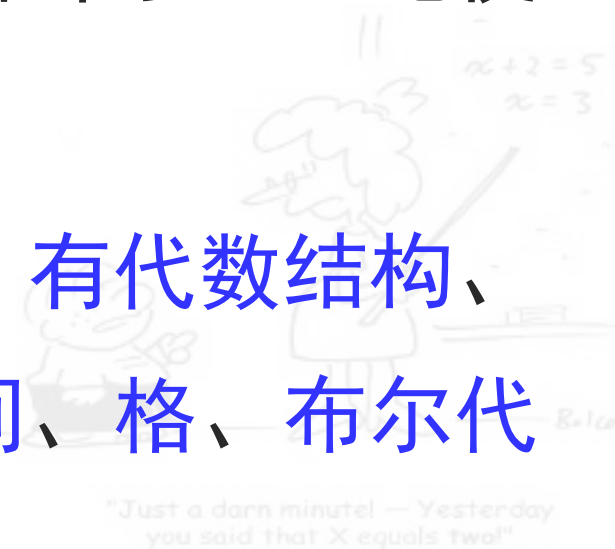 x + 2 = 5
x = 3
有代数结构、
、格、布尔代
"Just a darn minute! — Yesterday
you said that X equals two!"